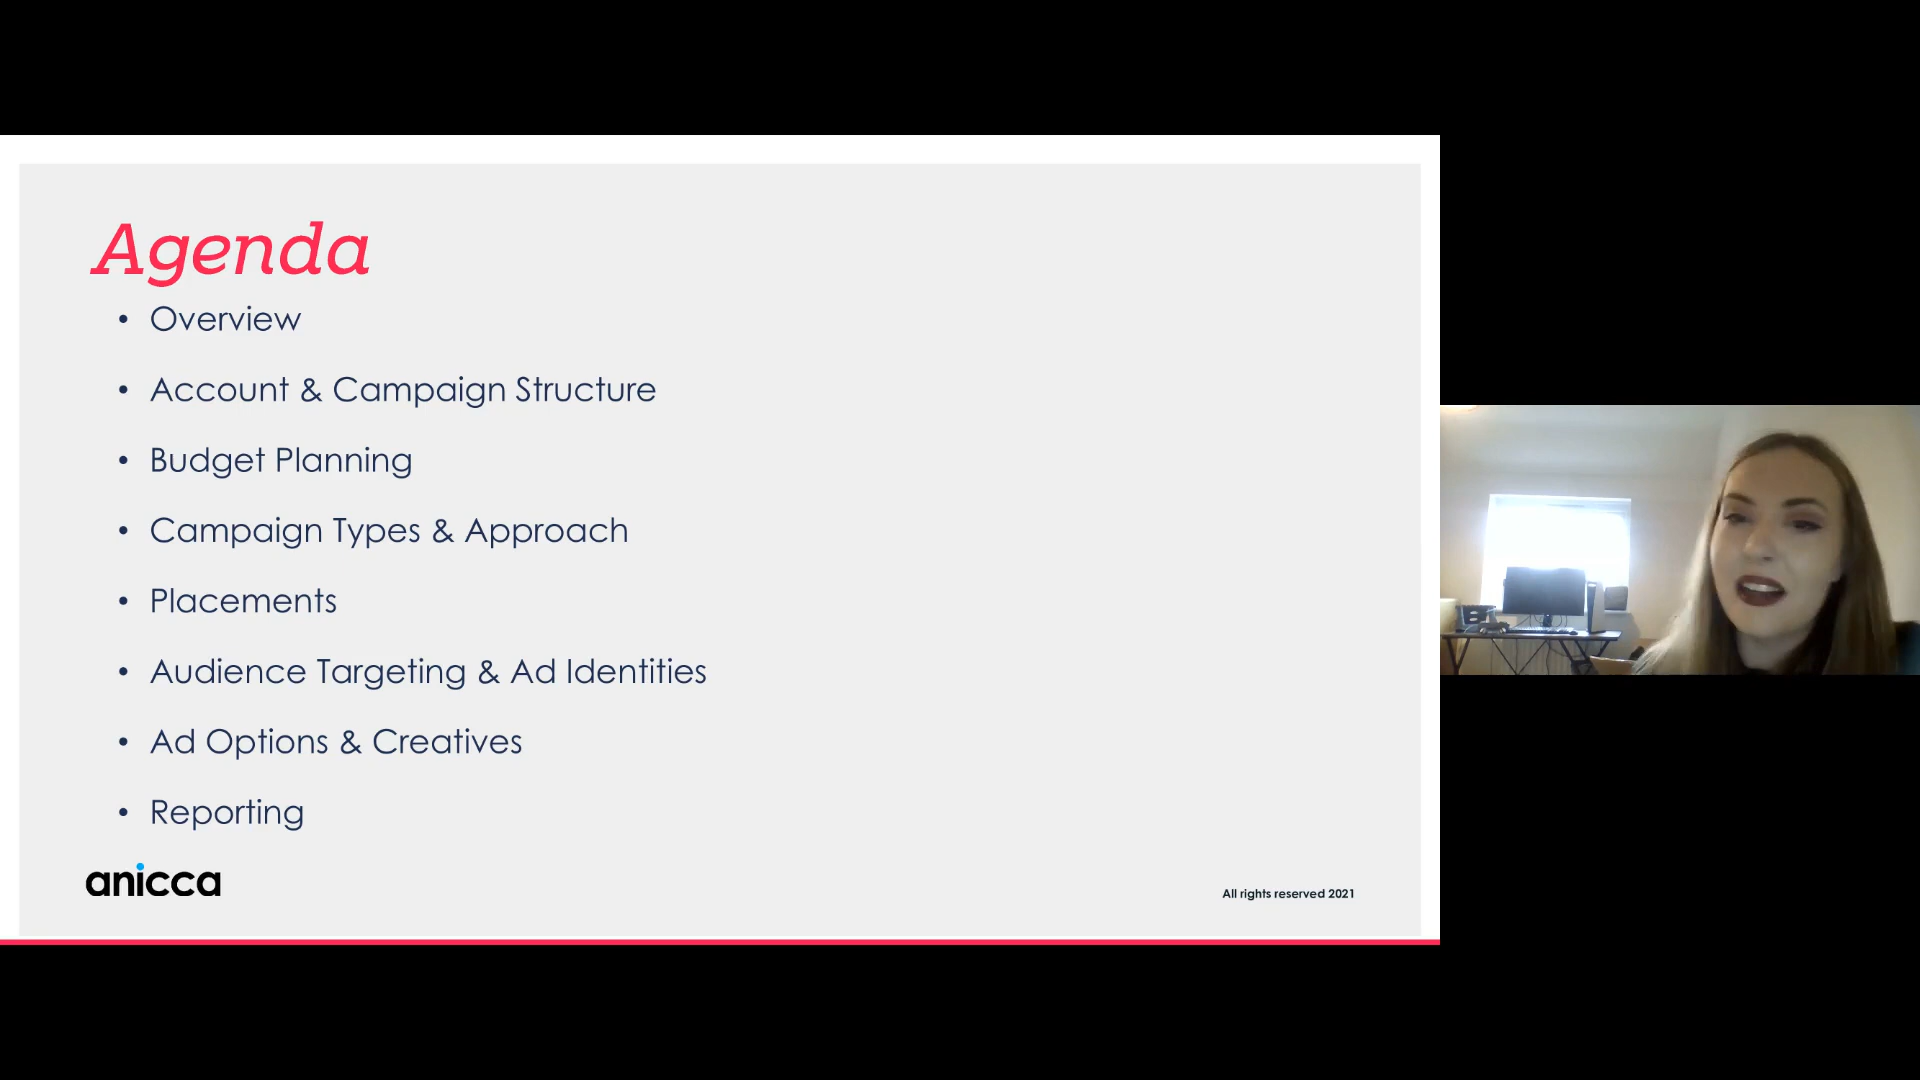 Agenda
• Overview
• Account & Campaign Structure
• Budget Planning
• Campaign Types & Approach
• Placements
• Audience Targeting & Ad Identities
• Ad Options & Creatives
• Reporting
anicca
All rights reserved 2021